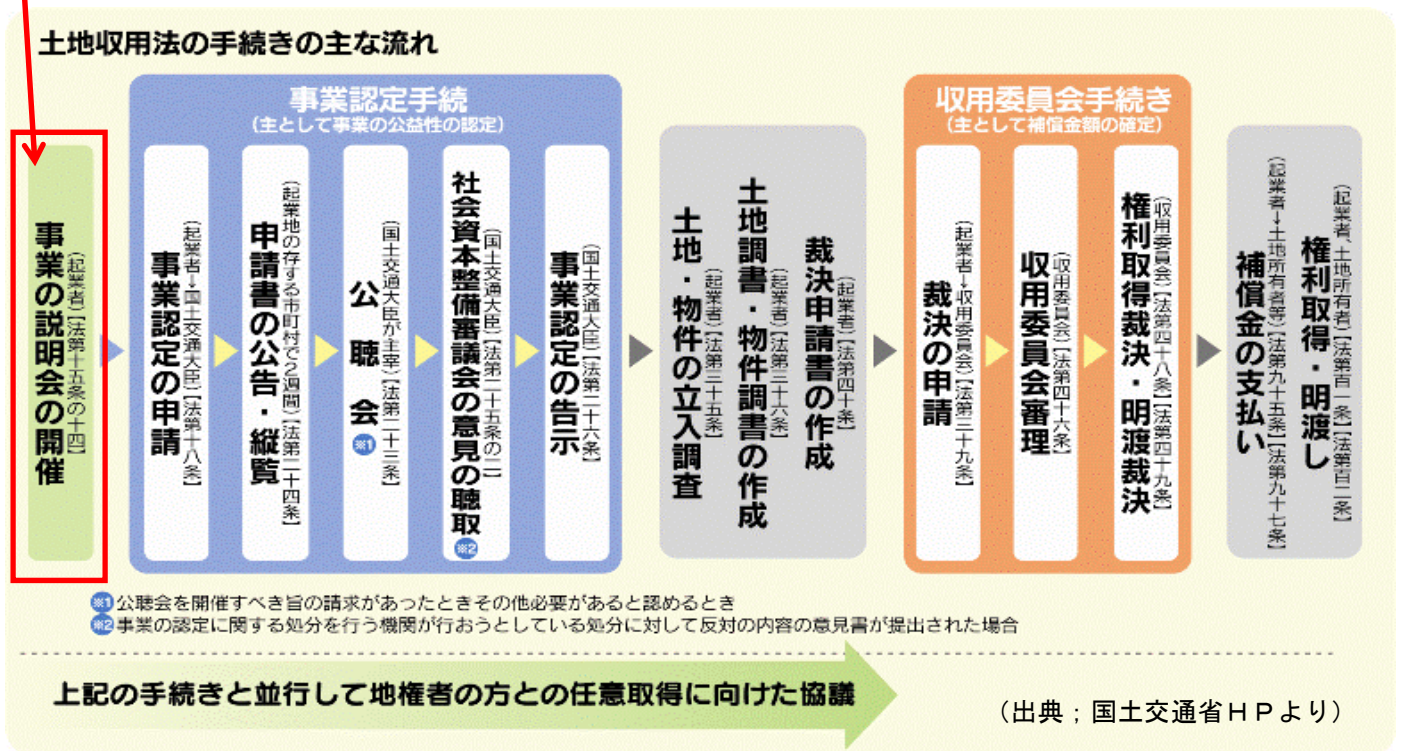 土地収用法の手続きの主な流れ
事業の説明会の開催
(起業者)【法第十五条の十四】
事業認定手続
(主として事業の公益性の認定)
事業認定の申請
(起業者→国土交通大臣)【法第十八条】
申請書の公告・縦覧
(起業地の存する市町村で2週間)【法第二十四条】
公聴会※1
(国土交通大臣が主宰)【法第二十三条】
社会資本整備審議会の意見の聴取※2
(国土交通大臣)【法第二十五条の二】
事業認定の告示
(国土交通大臣)【法第二十六条】
土地・物件の立入調査
(起業者)【法第三十五条】
土地調書・物件調書の作成
(起業者)【法第三十六条】
裁決申請書の作成
(起業者)【法第四十条】
収用委員会手続き
(主として補償金額の確定)
裁決の申請
(起業者→収用委員会)【法第三十九条】
収用委員会審理
(収用委員会)【法第四十六条】
権利取得裁決・明渡裁決
(収用委員会)【法第四十八条】【法第四十九条】
補償金の支払い
(起業者→土地所有者等)【法第九十五条】【法第九十七条】
権利取得・明渡し
(起業者、土地所有者)【法第百一条】【法第百二条】
※1公聴会を開催すべき旨の請求があったときその他必要があると認めるとき
※2事業の認定に関する処分を行う機関が行おうとしている処分に対して反対の内容の意見書が提出された場合
上記の手続きと並行して地権者の方との任意取得に向けた協議
(出典;国土交通省HPより)